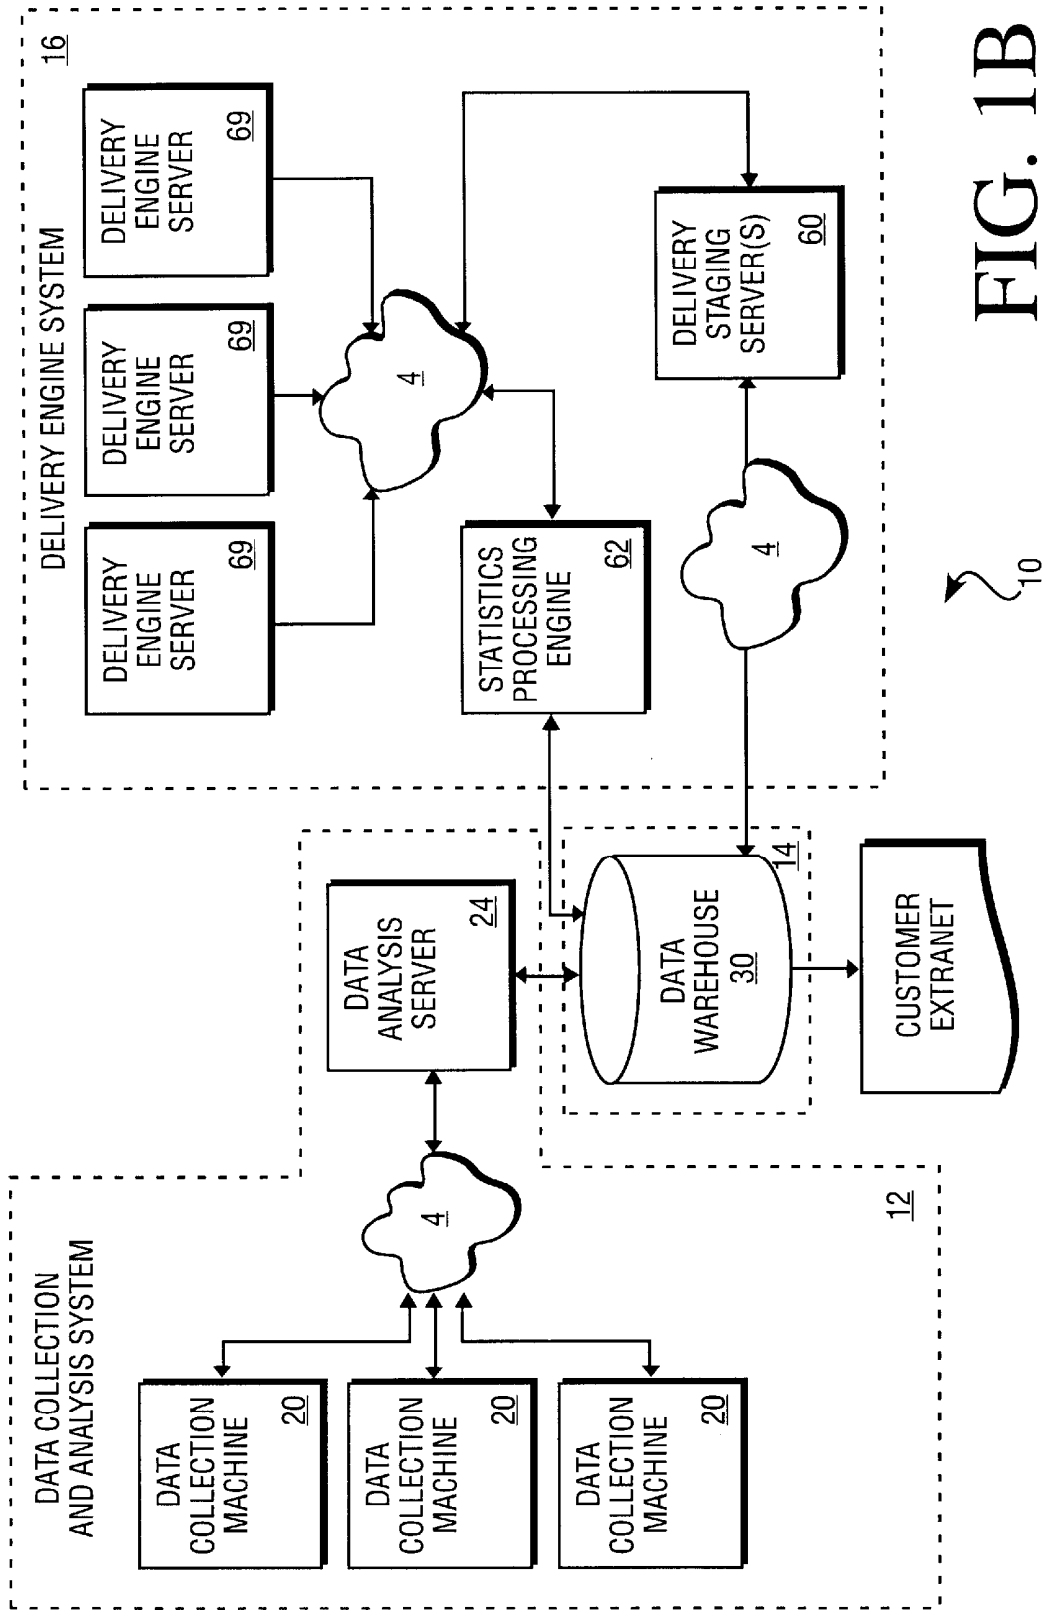 DATA COLLECTION
AND ANALYSIS SYSTEM
DATA
COLLECTION
MACHINE
20
DATA
COLLECTION
MACHINE
20
DATA
COLLECTION
MACHINE
20
4
12
DATA
ANALYSIS
SERVER
24
DATA
WAREHOUSE
30
14
CUSTOMER
EXTRANET
DELIVERY ENGINE SYSTEM
16
DELIVERY
ENGINE
SERVER
69
DELIVERY
ENGINE
SERVER
69
DELIVERY
ENGINE
SERVER
69
4
STATISTICS
PROCESSING
ENGINE
62
4
DELIVERY
STAGING
SERVER(S)
60
10
FIG. 1B